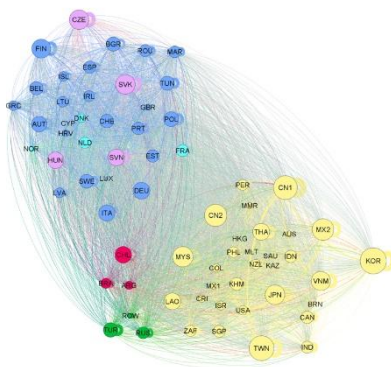 CZE
FIN
BGR
ROU
MAR
ISL
ESP
TUN
BEL
SVK
GRC
LTU
IRL
GBR
AUT
CYP
DNK
CHE
PRT
POL
HRV
NOR
NLD
FRA
HUN
SVN
EST
LVA
SWE
LUX
DEU
ITA
PER
CN1
MMR
CN2
MX2
THA
AUS
HKG
KOR
MYS
PHL
MLT
SAU
IDN
NZL
KAZ
COL
VNM
MX1
KHM
JPN
LAO
CRI
ISR
USA
BRN
CAN
ZAF
SGP
TWN
IND
CHL
ARG
ROW
TUR
RUS